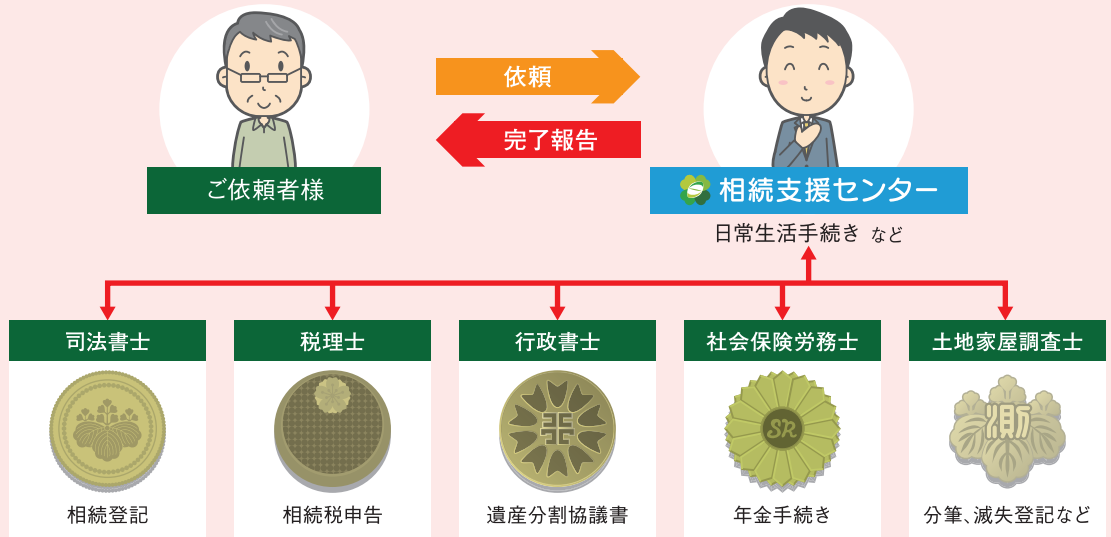 依頼
完了報告
ご依頼者様
相続支援センター
日常生活手続き など
司法書士
税理士
行政書士
社会保険労務士
土地家屋調査士
SR
測
相続登記
相続税申告
遺産分割協議書
年金手続き
分筆、滅失登記など